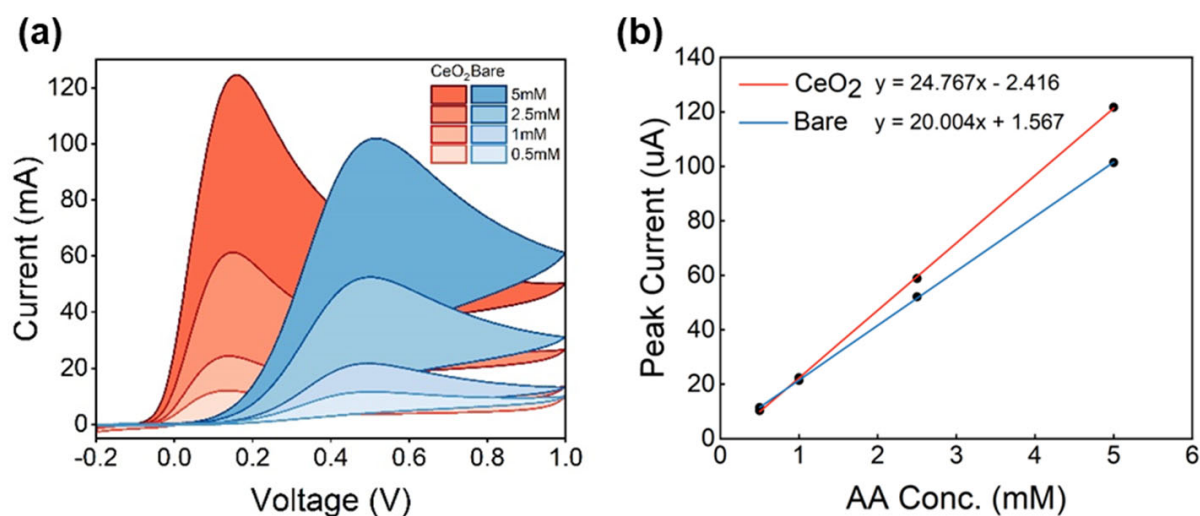 (a)
Current (mA)
120
100
80
60
40
20
0
-0.2 0.0 0.2 0.4 0.6 0.8 1.0
Voltage (V)
CeO2 Bare
5mM
2.5mM
1mM
0.5mM
(b)
Peak Current (uA)
140
120
100
80
60
40
20
0
0 1 2 3 4 5 6
AA Conc. (mM)
CeO2 y = 24.767x - 2.416
Bare y = 20.004x + 1.567